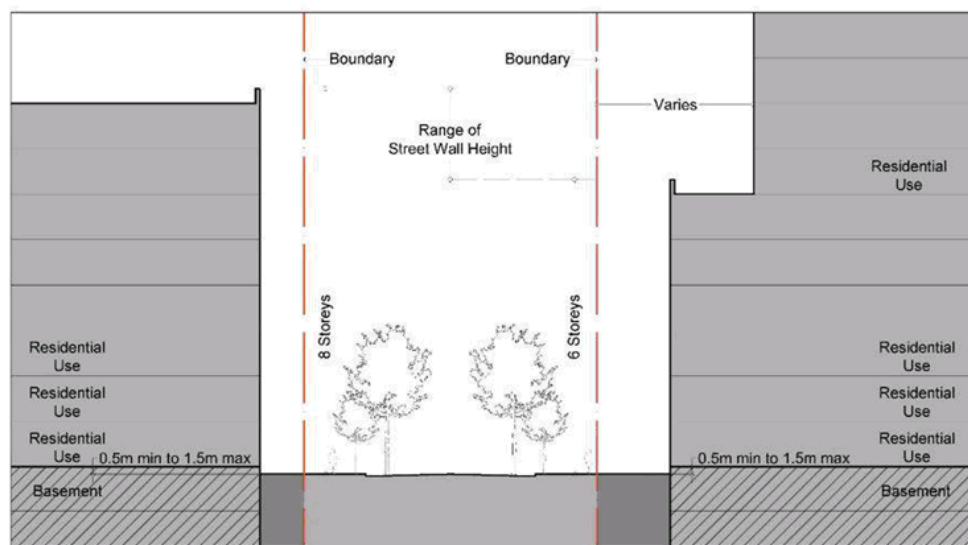 Boundary
Boundary
Varies
Range of
Street Wall Height
Residential
Use
8 Storeys
6 Storeys
Residential
Use
Residential
Use
Residential
Use
Residential
Use
Residential
Use
Residential
Use
0.5m min to 1.5m max
0.5m min to 1.5m max
Basement
Basement